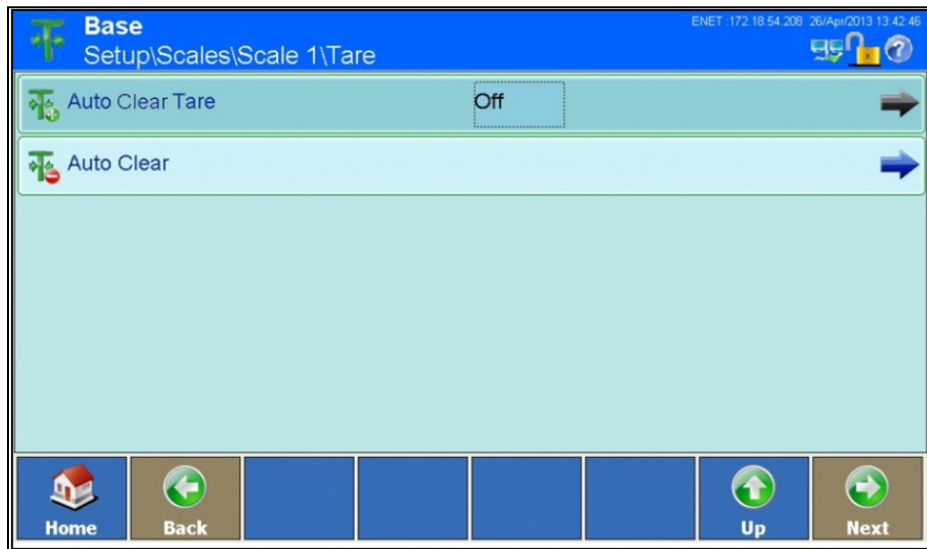 Base
ENET :172.18.54.208 26/Apr/2013 13:42:46
Setup\Scales\Scale 1\Tare
Auto Clear Tare Off
Auto Clear
Home Back Up Next